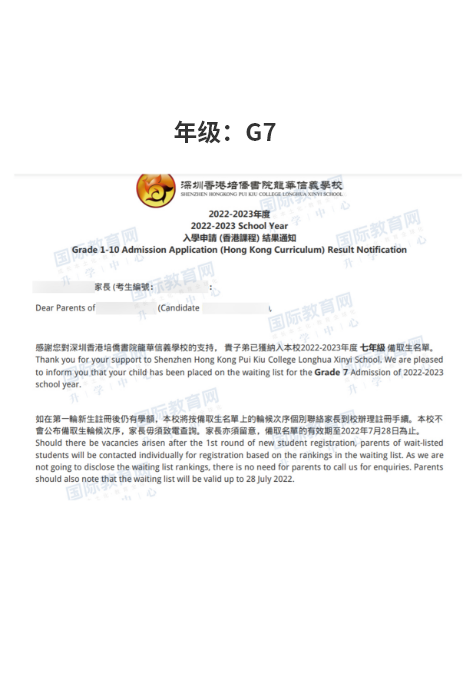 年级：G7
深圳香港培僑書院龍華信義學校
SHENZHEN HONGKONG PUI KIU COLLEGE LONGHUA XINYI SCHOOL
2022-2023年度
2022-2023 School Year
入學申請 (香港課程) 結果通知
Grade 1-10 Admission Application (Hong Kong Curriculum) Result Notification
家長 (考生編號： ：
Dear Parents of (Candidate ),
感謝您對深圳香港培僑書院龍華信義學校的支持， 貴子弟已獲納入本校2022-2023年度 七年級 備取生名單。
Thank you for your support to Shenzhen Hong Kong Pui Kiu College Longhua Xinyi School. We are pleased
to inform you that your child has been placed on the waiting list for the Grade 7 Admission of 2022-2023
school year.
如在第一輪新生註冊後仍有學額，本校將按備取生名單上的輪候次序個別聯絡家長到校辦理註冊手續。本校不
會公布備取生輪候次序，家長毋須致電查詢。家長亦須留意，備取名單的有效期至2022年7月28日為止。
Should there be vacancies arisen after the 1st round of new student registration, parents of wait-listed
students will be contacted individually for registration based on the rankings in the waiting list. As we are
not going to disclose the waiting list rankings, there is no need for parents to call us for enquiries. Parents
should also note that the waiting list will be valid up to 28 July 2022.
国际教育网
升学中心